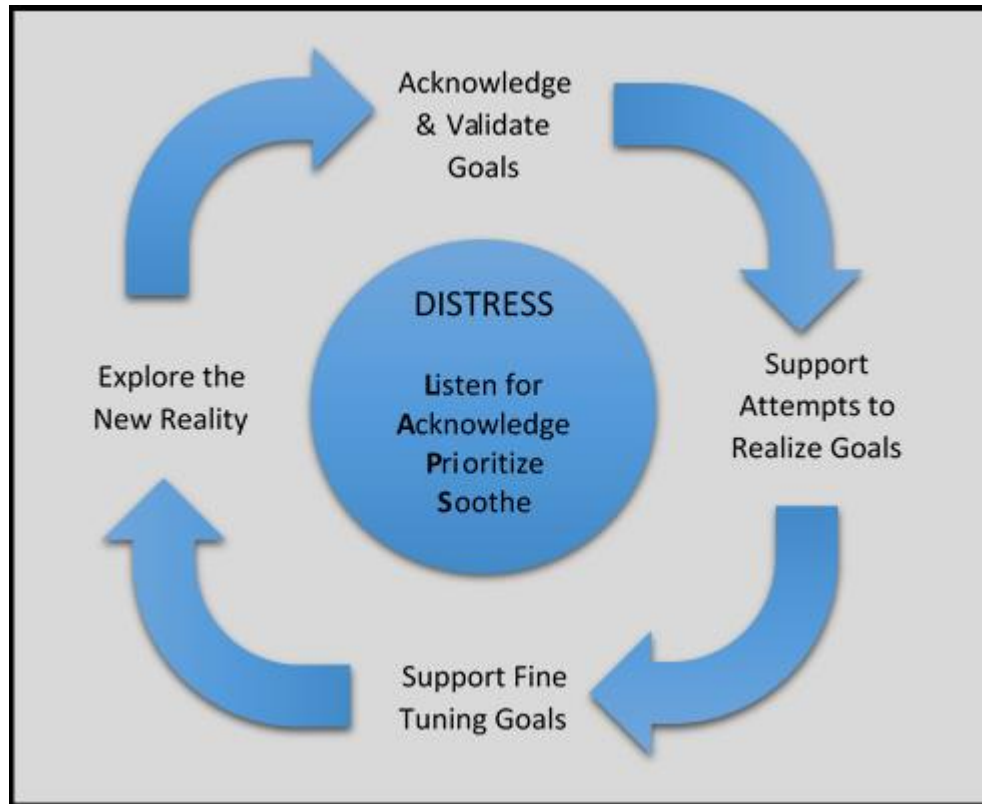 Acknowledge
& Validate
Goals
Support
Attempts to
Realize Goals
Support Fine
Tuning Goals
Explore the
New Reality
DISTRESS
Listen for
Acknowledge
Prioritize
Soothe